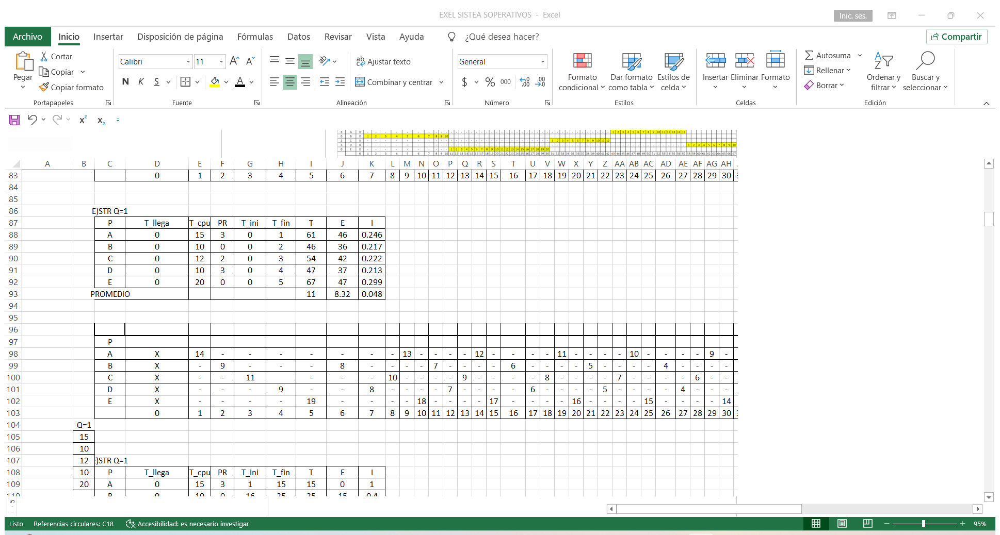 EXEL SISTEA SOPERATIVOS - Excel
Inic. ses.
Archivo Inicio Insertar Disposición de página Fórmulas Datos Revisar Vista Ayuda ¿Qué desea hacer? Compartir
Pegar
Cortar
Copiar
Copiar formato
Portapapeles
Calibri 11
N K S
Fuente
Ajustar texto
Combinar y centrar
Alineación
General
$ % 000
Número
Formato condicional
Dar formato como tabla
Estilos de celda
Estilos
Insertar Eliminar Formato
Celdas
Autosuma
Rellenar
Borrar
Ordenar y filtrar
Buscar y seleccionar
Edición
A B C D E F G H I J K L M N O P Q R S T U V W X Y Z AA AB AC AD AE AF AG AH
83 0 1 2 3 4 5 6 7 8 9 10 11 12 13 14 15 16 17 18 19 20 21 22 23 24 25 26 27 28 29 30
84
85
86 E)STR Q=1
87 P T_llega T_cpu PR T_ini T_fin T E I
88 A 0 15 3 0 1 61 46 0.246
89 B 0 10 0 0 2 46 36 0.217
90 C 0 12 2 0 3 54 42 0.222
91 D 0 10 3 0 4 47 37 0.213
92 E 0 20 0 0 5 67 47 0.299
93 PROMEDIO 11 8.32 0.048
94
95
96
97 P
98 A X 14 - - - - - - - 13 - - - - 12 - - - - 11 - - - - 10 - - - - 9 -
99 B X - 9 - - - 8 - - - - 7 - - - - 6 - - - - 5 - - - - 4 - - - -
100 C X - - 11 - - - 10 - - - - 9 - - - - 8 - - - - 7 - - - - 6 - -
101 D X - - - 9 - - 8 - - - - 7 - - - - 6 - - - - 5 - - - - 4 - - -
102 E X - - - - 19 - - - - 18 - - - - 17 - - - - 16 - - - - 15 - - - - 14
103 0 1 2 3 4 5 6 7 8 9 10 11 12 13 14 15 16 17 18 19 20 21 22 23 24 25 26 27 28 29 30
104 Q=1
105 15
106 10
107 12 )STR Q=1
108 10 P T_llega T_cpu PR T_ini T_fin T E I
109 20 A 0 15 3 1 15 15 0 1
110 B 0 10 0 16 25 25 15 0.4
Listo Referencias circulares: C18 Accesibilidad: es necesario investigar 95%